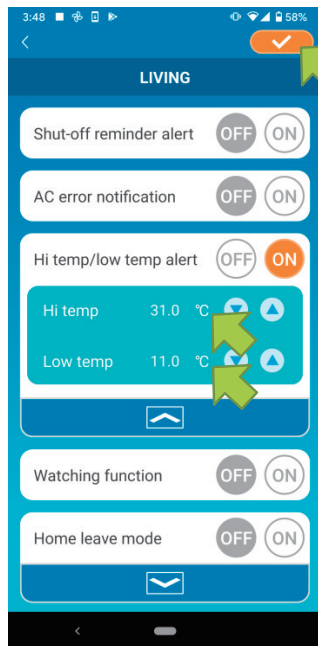 3:48 58%
LIVING
Shut-off reminder alert OFF ON
AC error notification OFF ON
Hi temp/low temp alert OFF ON
Hi temp 31.0 ℃
Low temp 11.0 ℃
Watching function OFF ON
Home leave mode OFF ON